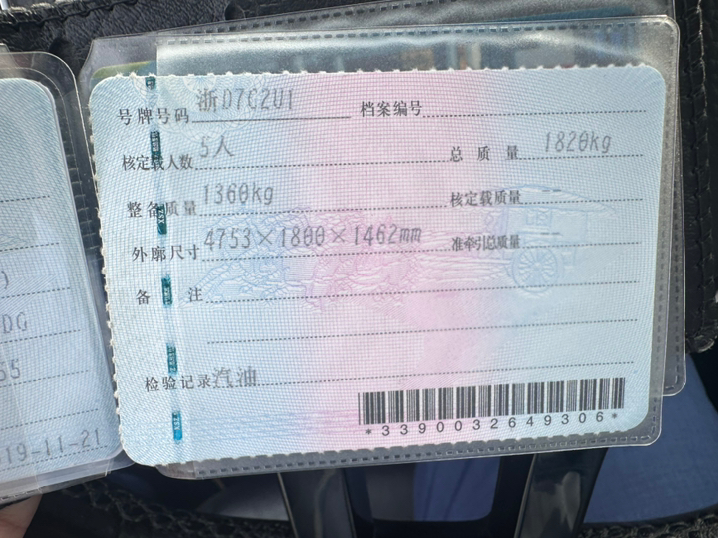 号牌号码 浙D7C2U1 档案编号
核定载人数 5人 总质量 1820kg
整备质量 1360kg 核定载质量 --
外廓尺寸 4753×1800×1462mm 准牵引总质量 --
备注
检验记录 汽油
*3390032649306*
)
DG
55
19-11-21